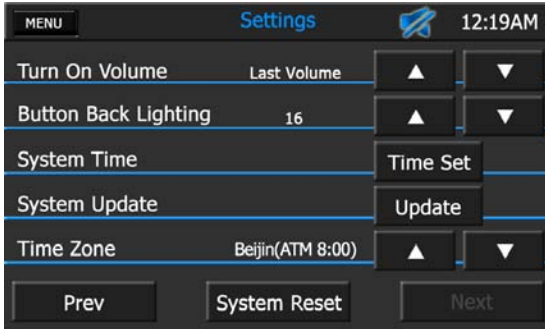 MENU Settings 12:19AM
Turn On Volume Last Volume
Button Back Lighting 16
System Time Time Set
System Update Update
Time Zone Beijin(ATM 8:00)
Prev System Reset Next